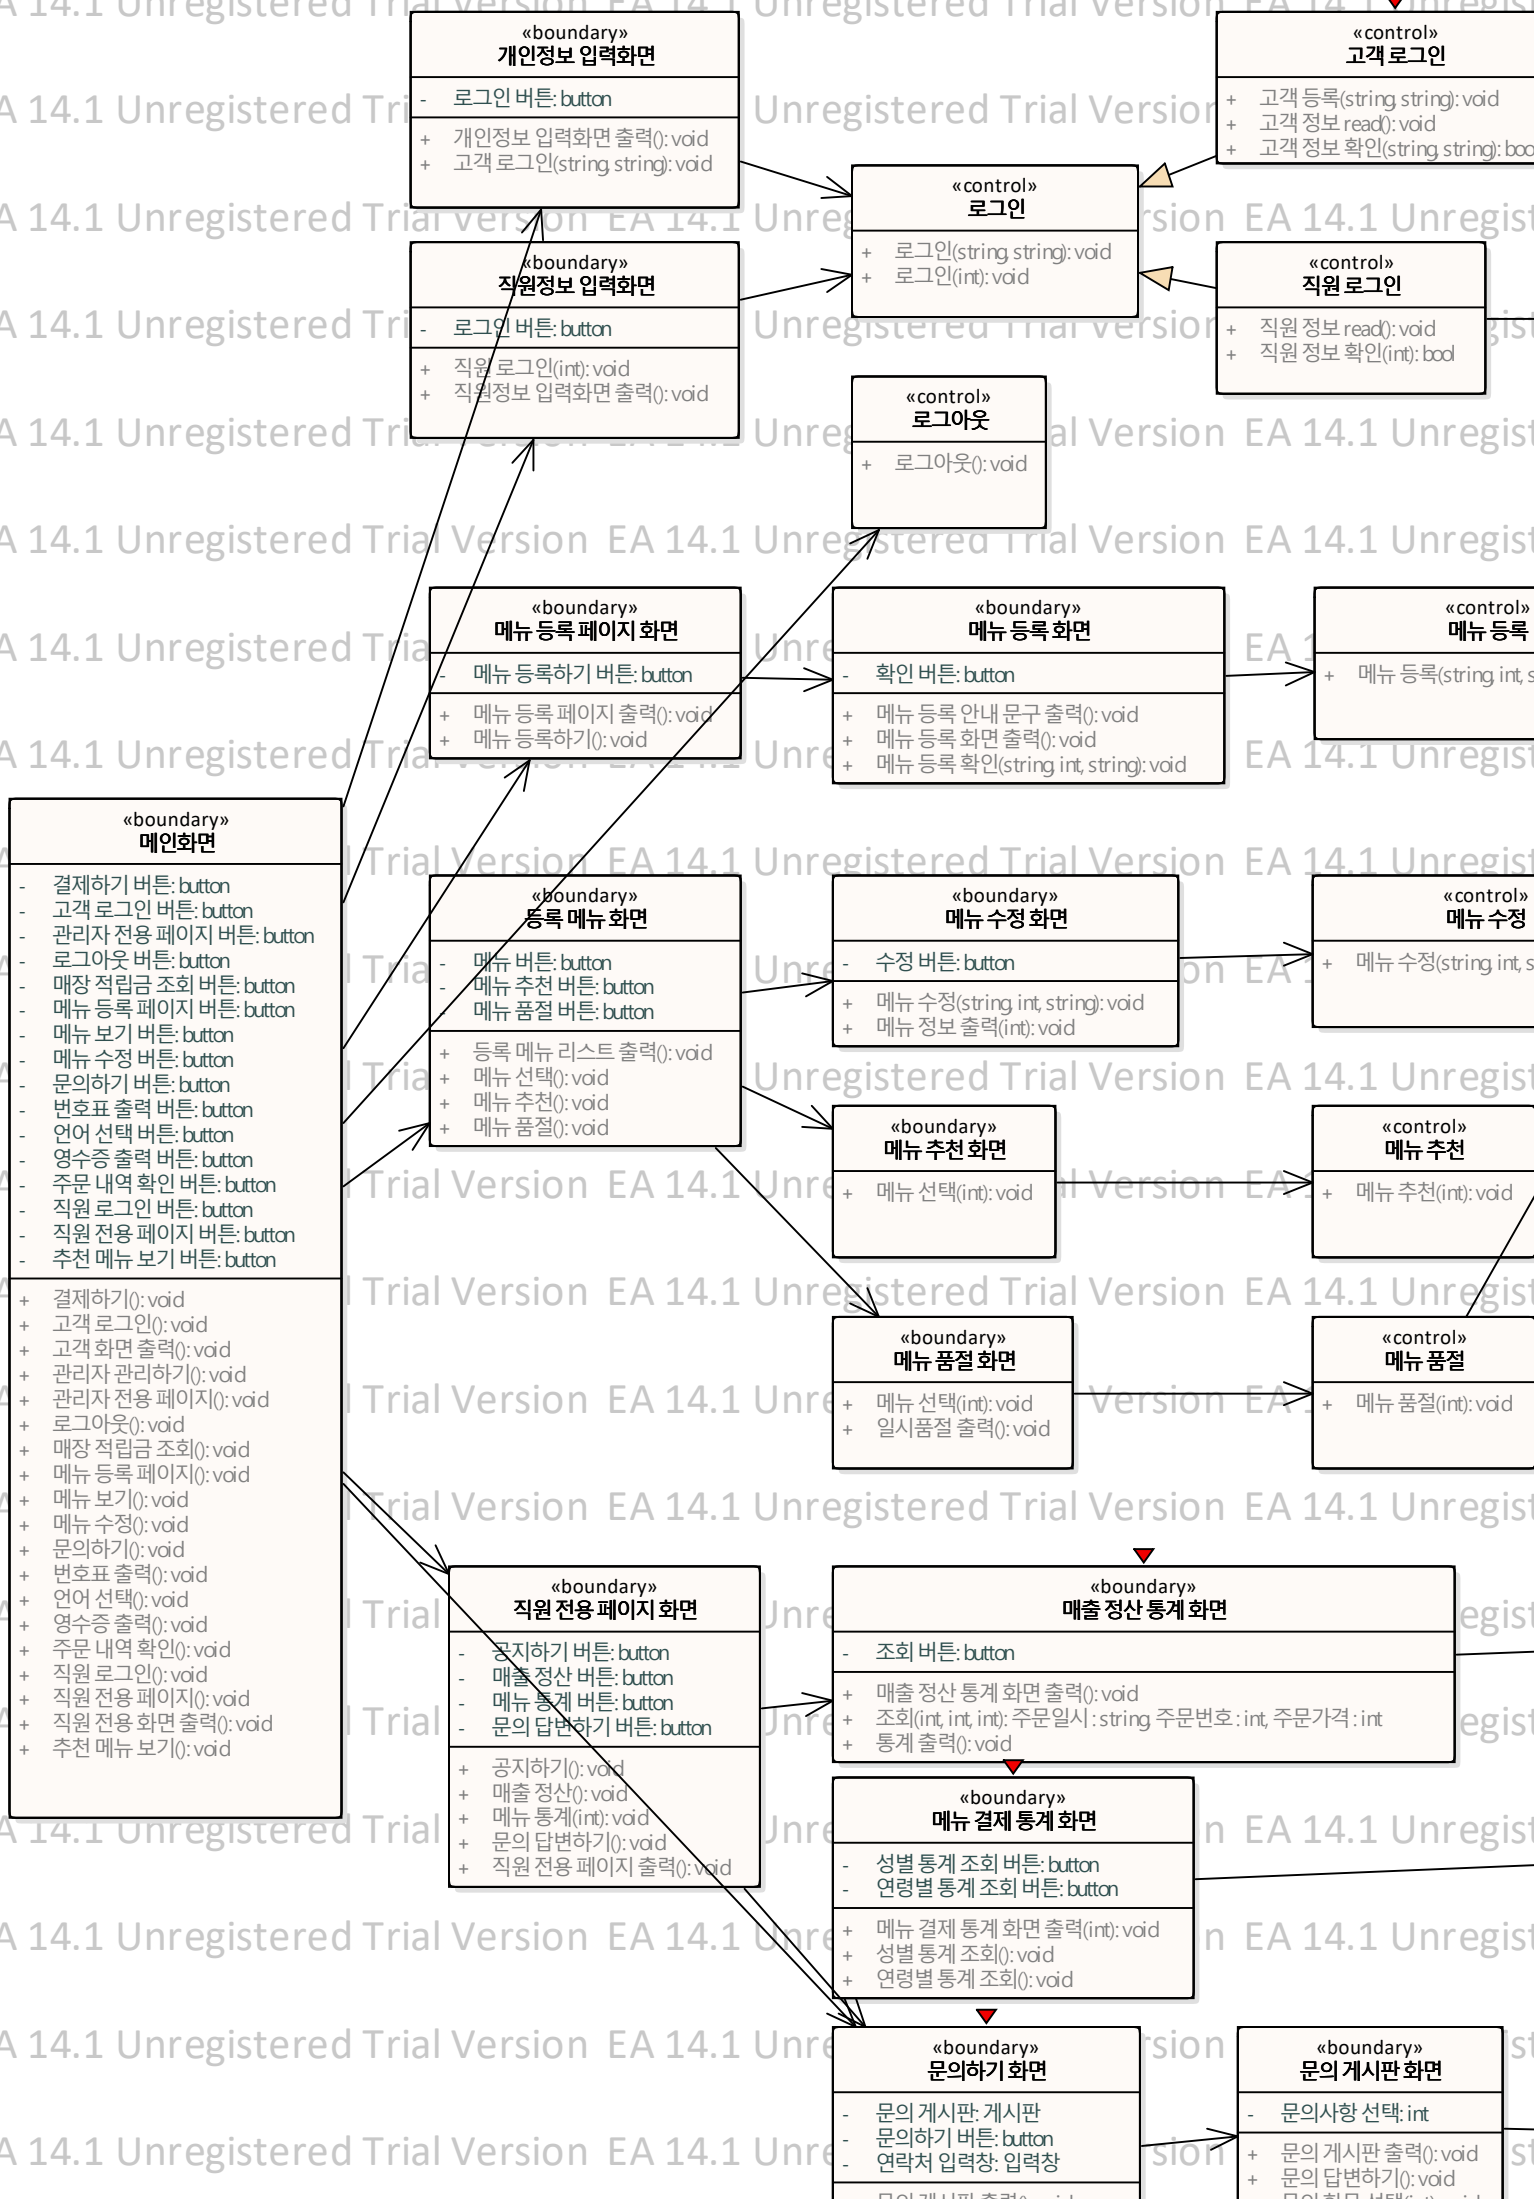 «boundary»
개인정보 입력화면
- 로그인 버튼: button
+ 개인정보 입력화면 출력(): void
+ 고객 로그인(string, string): void
«control»
고객 로그인
+ 고객 등록(string, string): void
+ 고객 정보 read(): void
+ 고객 정보 확인(string, string): boo
«control»
로그인
+ 로그인(string, string): void
+ 로그인(int): void
«boundary»
직원정보 입력화면
- 로그인 버튼: button
+ 직원 로그인(int): void
+ 직원정보 입력화면 출력(): void
«control»
직원 로그인
+ 직원 정보 read(): void
+ 직원 정보 확인(int): bool
«control»
로그아웃
+ 로그아웃(): void
«boundary»
메뉴 등록 페이지 화면
- 메뉴 등록하기 버튼: button
+ 메뉴 등록 페이지 출력(): void
+ 메뉴 등록하기(): void
«boundary»
메뉴 등록 화면
- 확인 버튼: button
+ 메뉴 등록 안내 문구 출력(): void
+ 메뉴 등록 화면 출력(): void
+ 메뉴 등록 확인(string, int, string): void
«control»
메뉴 등록
+ 메뉴 등록(string, int, s
«boundary»
메인화면
- 결제하기 버튼: button
- 고객 로그인 버튼: button
- 관리자 전용 페이지 버튼: button
- 로그아웃 버튼: button
- 매장 적립금 조회 버튼: button
- 메뉴 등록 페이지 버튼: button
- 메뉴 보기 버튼: button
- 메뉴 수정 버튼: button
- 문의하기 버튼: button
- 번호표 출력 버튼: button
- 언어 선택 버튼: button
- 영수증 출력 버튼: button
- 주문 내역 확인 버튼: button
- 직원 로그인 버튼: button
- 직원 전용 페이지 버튼: button
- 추천 메뉴 보기 버튼: button
+ 결제하기(): void
+ 고객 로그인(): void
+ 고객 화면 출력(): void
+ 관리자 관리하기(): void
+ 관리자 전용 페이지(): void
+ 로그아웃(): void
+ 매장 적립금 조회(): void
+ 메뉴 등록 페이지(): void
+ 메뉴 보기(): void
+ 메뉴 수정(): void
+ 문의하기(): void
+ 번호표 출력(): void
+ 언어 선택(): void
+ 영수증 출력(): void
+ 주문 내역 확인(): void
+ 직원 로그인(): void
+ 직원 전용 페이지(): void
+ 직원 전용 화면 출력(): void
+ 추천 메뉴 보기(): void
«boundary»
등록 메뉴 화면
- 메뉴 버튼: button
- 메뉴 추천 버튼: button
- 메뉴 품절 버튼: button
+ 등록 메뉴 리스트 출력(): void
+ 메뉴 선택(): void
+ 메뉴 추천(): void
+ 메뉴 품절(): void
«boundary»
메뉴 수정 화면
- 수정 버튼: button
+ 메뉴 수정(string, int, string): void
+ 메뉴 정보 출력(int): void
«control»
메뉴 수정
+ 메뉴 수정(string, int, s
«boundary»
메뉴 추천 화면
+ 메뉴 선택(int): void
«control»
메뉴 추천
+ 메뉴 추천(int): void
«boundary»
메뉴 품절 화면
+ 메뉴 선택(int): void
+ 일시품절 출력(): void
«control»
메뉴 품절
+ 메뉴 품절(int): void
«boundary»
직원 전용 페이지 화면
- 공지하기 버튼: button
- 매출 정산 버튼: button
- 메뉴 통계 버튼: button
- 문의 답변하기 버튼: button
+ 공지하기(): void
+ 매출 정산(): void
+ 메뉴 통계(int): void
+ 문의 답변하기(): void
+ 직원 전용 페이지 출력(): void
«boundary»
매출 정산 통계 화면
- 조회 버튼: button
+ 매출 정산 통계 화면 출력(): void
+ 조회(int, int, int): 주문일시 : string, 주문번호 : int, 주문가격 : int
+ 통계 출력(): void
«boundary»
메뉴 결제 통계 화면
- 성별 통계 조회 버튼: button
- 연령별 통계 조회 버튼: button
+ 메뉴 결제 통계 화면 출력(int): void
+ 성별 통계 조회(): void
+ 연령별 통계 조회(): void
«boundary»
문의하기 화면
- 문의 게시판: 게시판
- 문의하기 버튼: button
- 연락처 입력창: 입력창
«boundary»
문의 게시판 화면
- 문의사항 선택: int
+ 문의 게시판 출력(): void
+ 문의 답변하기(): void
EA 14.1 Unregistered Trial Version